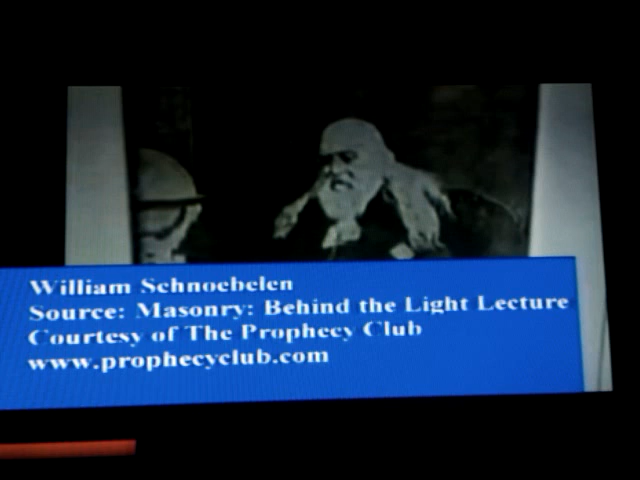 William Schnoebelen
Source: Masonry: Behind the Light Lecture
Courtesy of The Prophecy Club
www.prophecyclub.com